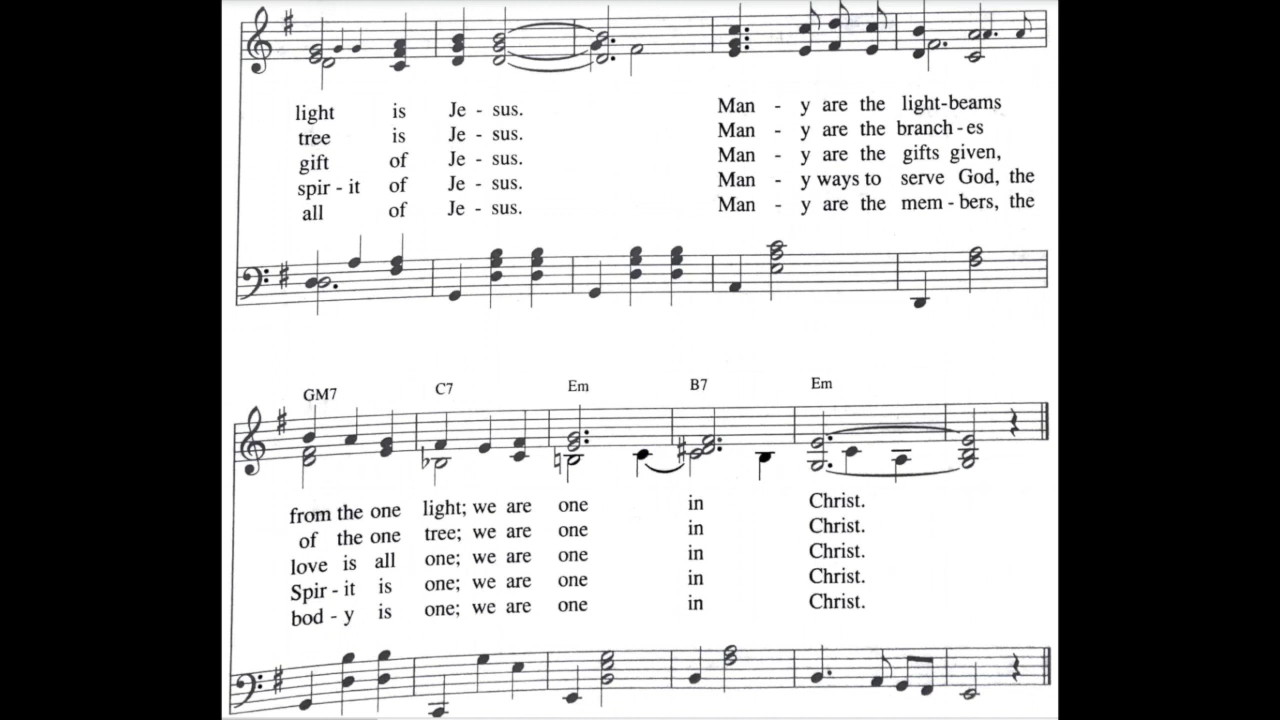 light is Je - sus. Man - y are the light-beams
tree is Je - sus. Man - y are the branch - es
gift of Je - sus. Man - y are the gifts given,
spir - it of Je - sus. Man - y ways to serve God, the
all of Je - sus. Man - y are the mem - bers, the
GM7 C7 Em B7 Em
from the one light; we are one in Christ.
of the one tree; we are one in Christ.
love is all one; we are one in Christ.
Spir - it is one; we are one in Christ.
bod - y is one; we are one in Christ.